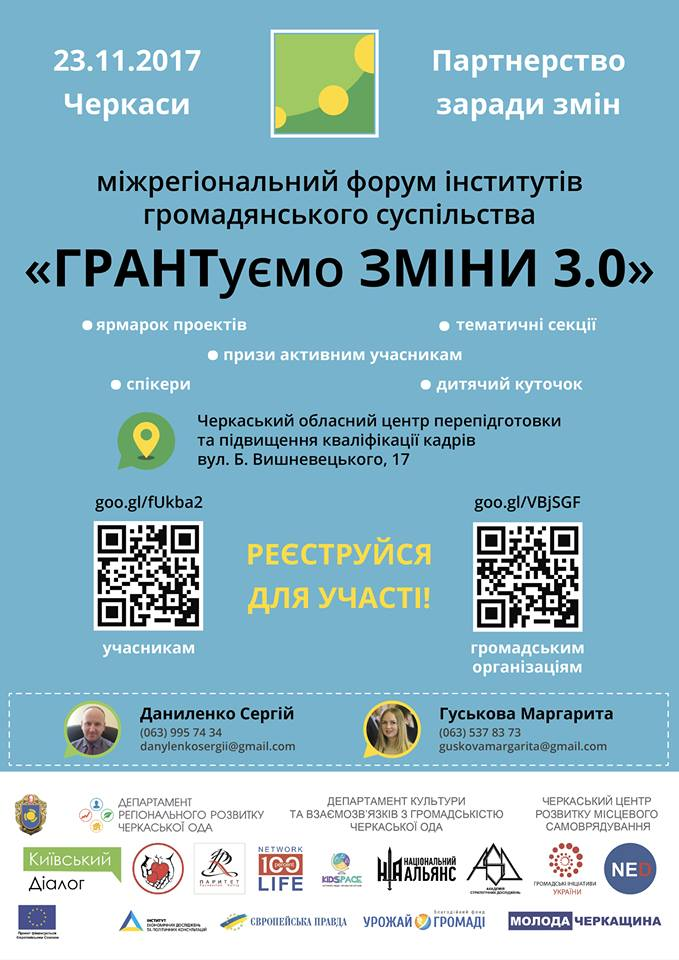 23.11.2017
Черкаси
Партнерство
заради змін
міжрегіональний форум інститутів
громадянського суспільства
«ГРАНТуємо ЗМІНИ 3.0»
ярмарок проектів
тематичні секції
призи активним учасникам
спікери
дитячий куточок
Черкаський обласний центр перепідготовки
та підвищення кваліфікації кадрів
вул. Б. Вишневецького, 17
goo.gl/fUkba2
goo.gl/VBjSGF
РЕЄСТРУЙСЯ
ДЛЯ УЧАСТІ!
учасникам
громадським
організаціям
Даниленко Сергій
(063) 995 74 34
danylenkosergii@gmail.com
Гуськова Маргарита
(063) 537 83 73
guskovamargarita@gmail.com
ДЕПАРТАМЕНТ
РЕГІОНАЛЬНОГО РОЗВИТКУ
ЧЕРКАСЬКОЇ ОДА
ДЕПАРТАМЕНТ КУЛЬТУРИ
ТА ВЗАЄМОЗВ'ЯЗКІВ З ГРОМАДСЬКІСТЮ
ЧЕРКАСЬКОЇ ОДА
ЧЕРКАСЬКИЙ ЦЕНТР
РОЗВИТКУ МІСЦЕВОГО
САМОВРЯДУВАННЯ
Київський
Діалог
ПАРИТЕТ
NETWORK
100
LIFE
KIDSPACE
НАЦІОНАЛЬНИЙ
АЛЬЯНС
АКАДЕМІЯ
СТРАТЕГІЧНИХ ДОСЛІДЖЕНЬ
ГРОМАДСЬКІ ІНІЦІАТИВИ
УКРАЇНИ
NED
Проект фінансується
Європейським Союзом
ІНСТИТУТ
ЕКОНОМІЧНИХ ДОСЛІДЖЕНЬ
ТА ПОЛІТИЧНИХ КОНСУЛЬТАЦІЙ
ЄВРОПЕЙСЬКА ПРАВДА
благодійний фонд
УРОЖАЙ ГРОМАДІ
МОЛОДА ЧЕРКАЩИНА